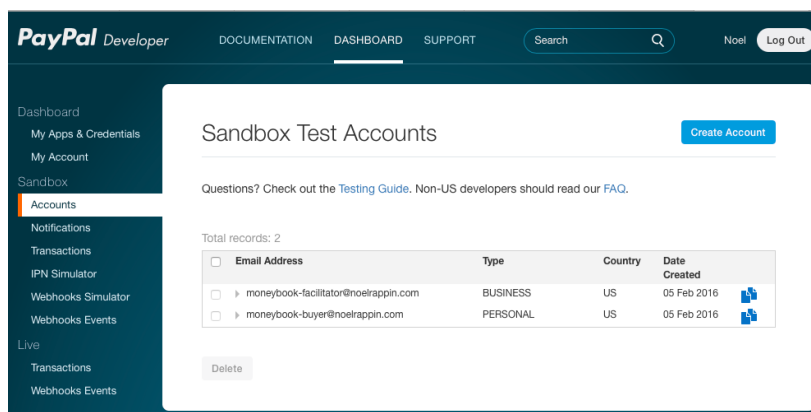 PayPal Developer
DOCUMENTATION DASHBOARD SUPPORT Search Noel Log Out
Dashboard
My Apps & Credentials
My Account
Sandbox
Accounts
Notifications
Transactions
IPN Simulator
Webhooks Simulator
Webhooks Events
Live
Transactions
Webhooks Events
Sandbox Test Accounts
Create Account
Questions? Check out the Testing Guide. Non-US developers should read our FAQ.
Total records: 2
Email Address Type Country Date
Created
moneybook-facilitator@noelrappin.com BUSINESS US 05 Feb 2016
moneybook-buyer@noelrappin.com PERSONAL US 05 Feb 2016
Delete